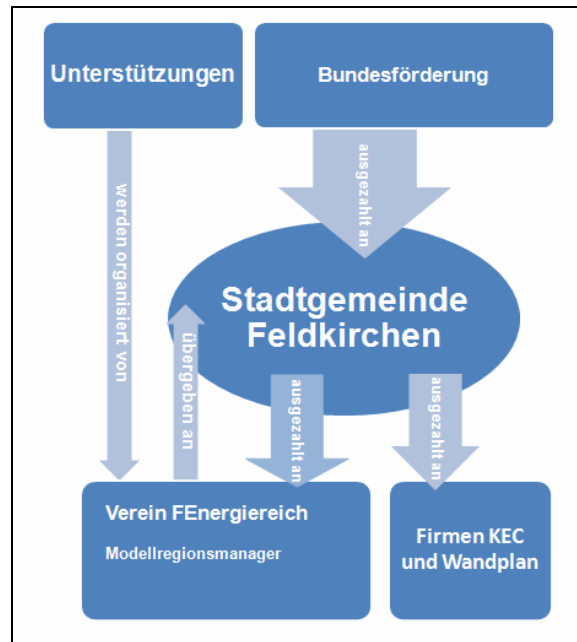 Unterstützungen
Bundesförderung
ausgezahlt an
werden organisiert von
Stadtgemeinde
Feldkirchen
übergeben an
ausgezahlt an
ausgezahlt an
Verein FEnergiereich
Modellregionsmanager
Firmen KEC
und Wandplan